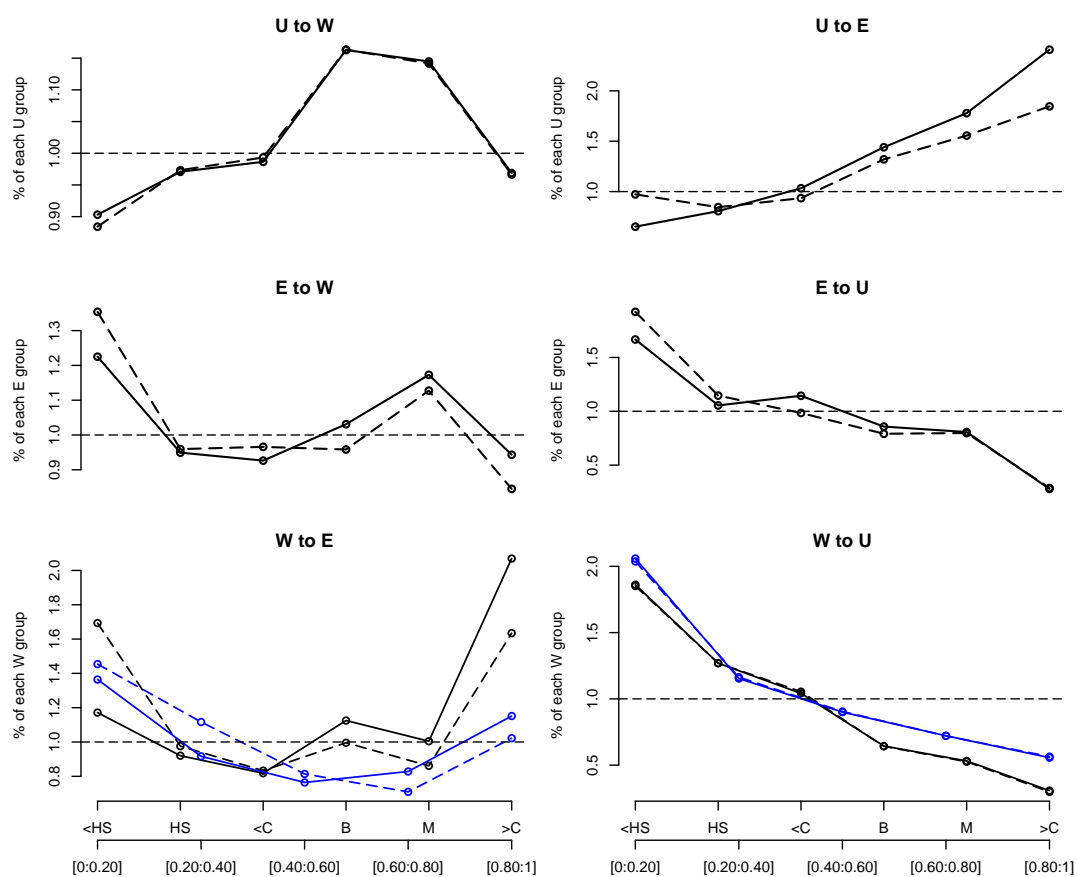 U to W
U to E
% of each U group
0.90 1.00 1.10
% of each U group
1.0 1.5 2.0
E to W
E to U
% of each E group
0.9 1.0 1.1 1.2 1.3
% of each E group
0.5 1.0 1.5
W to E
W to U
% of each W group
0.8 1.0 1.2 1.4 1.6 1.8 2.0
% of each W group
0.5 1.0 1.5 2.0
<HS HS <C B M >C
<HS HS <C B M >C
[0:0.20] [0.20:0.40] [0.40:0.60] [0.60:0.80] [0.80:1]
[0:0.20] [0.20:0.40] [0.40:0.60] [0.60:0.80] [0.80:1]